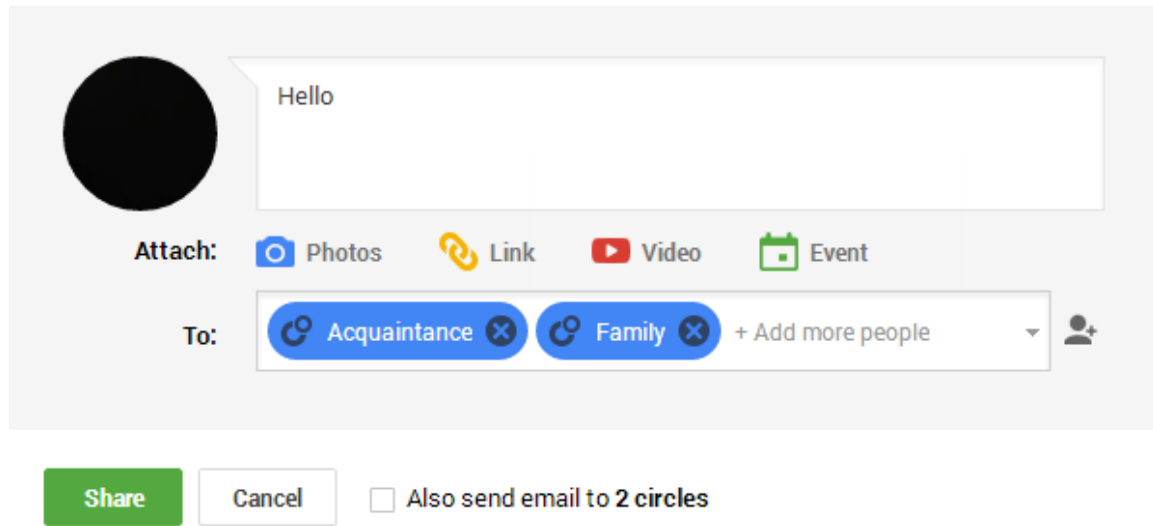 Hello
Attach: Photos Link Video Event
To: Acquaintance Family + Add more people
Share Cancel Also send email to 2 circles